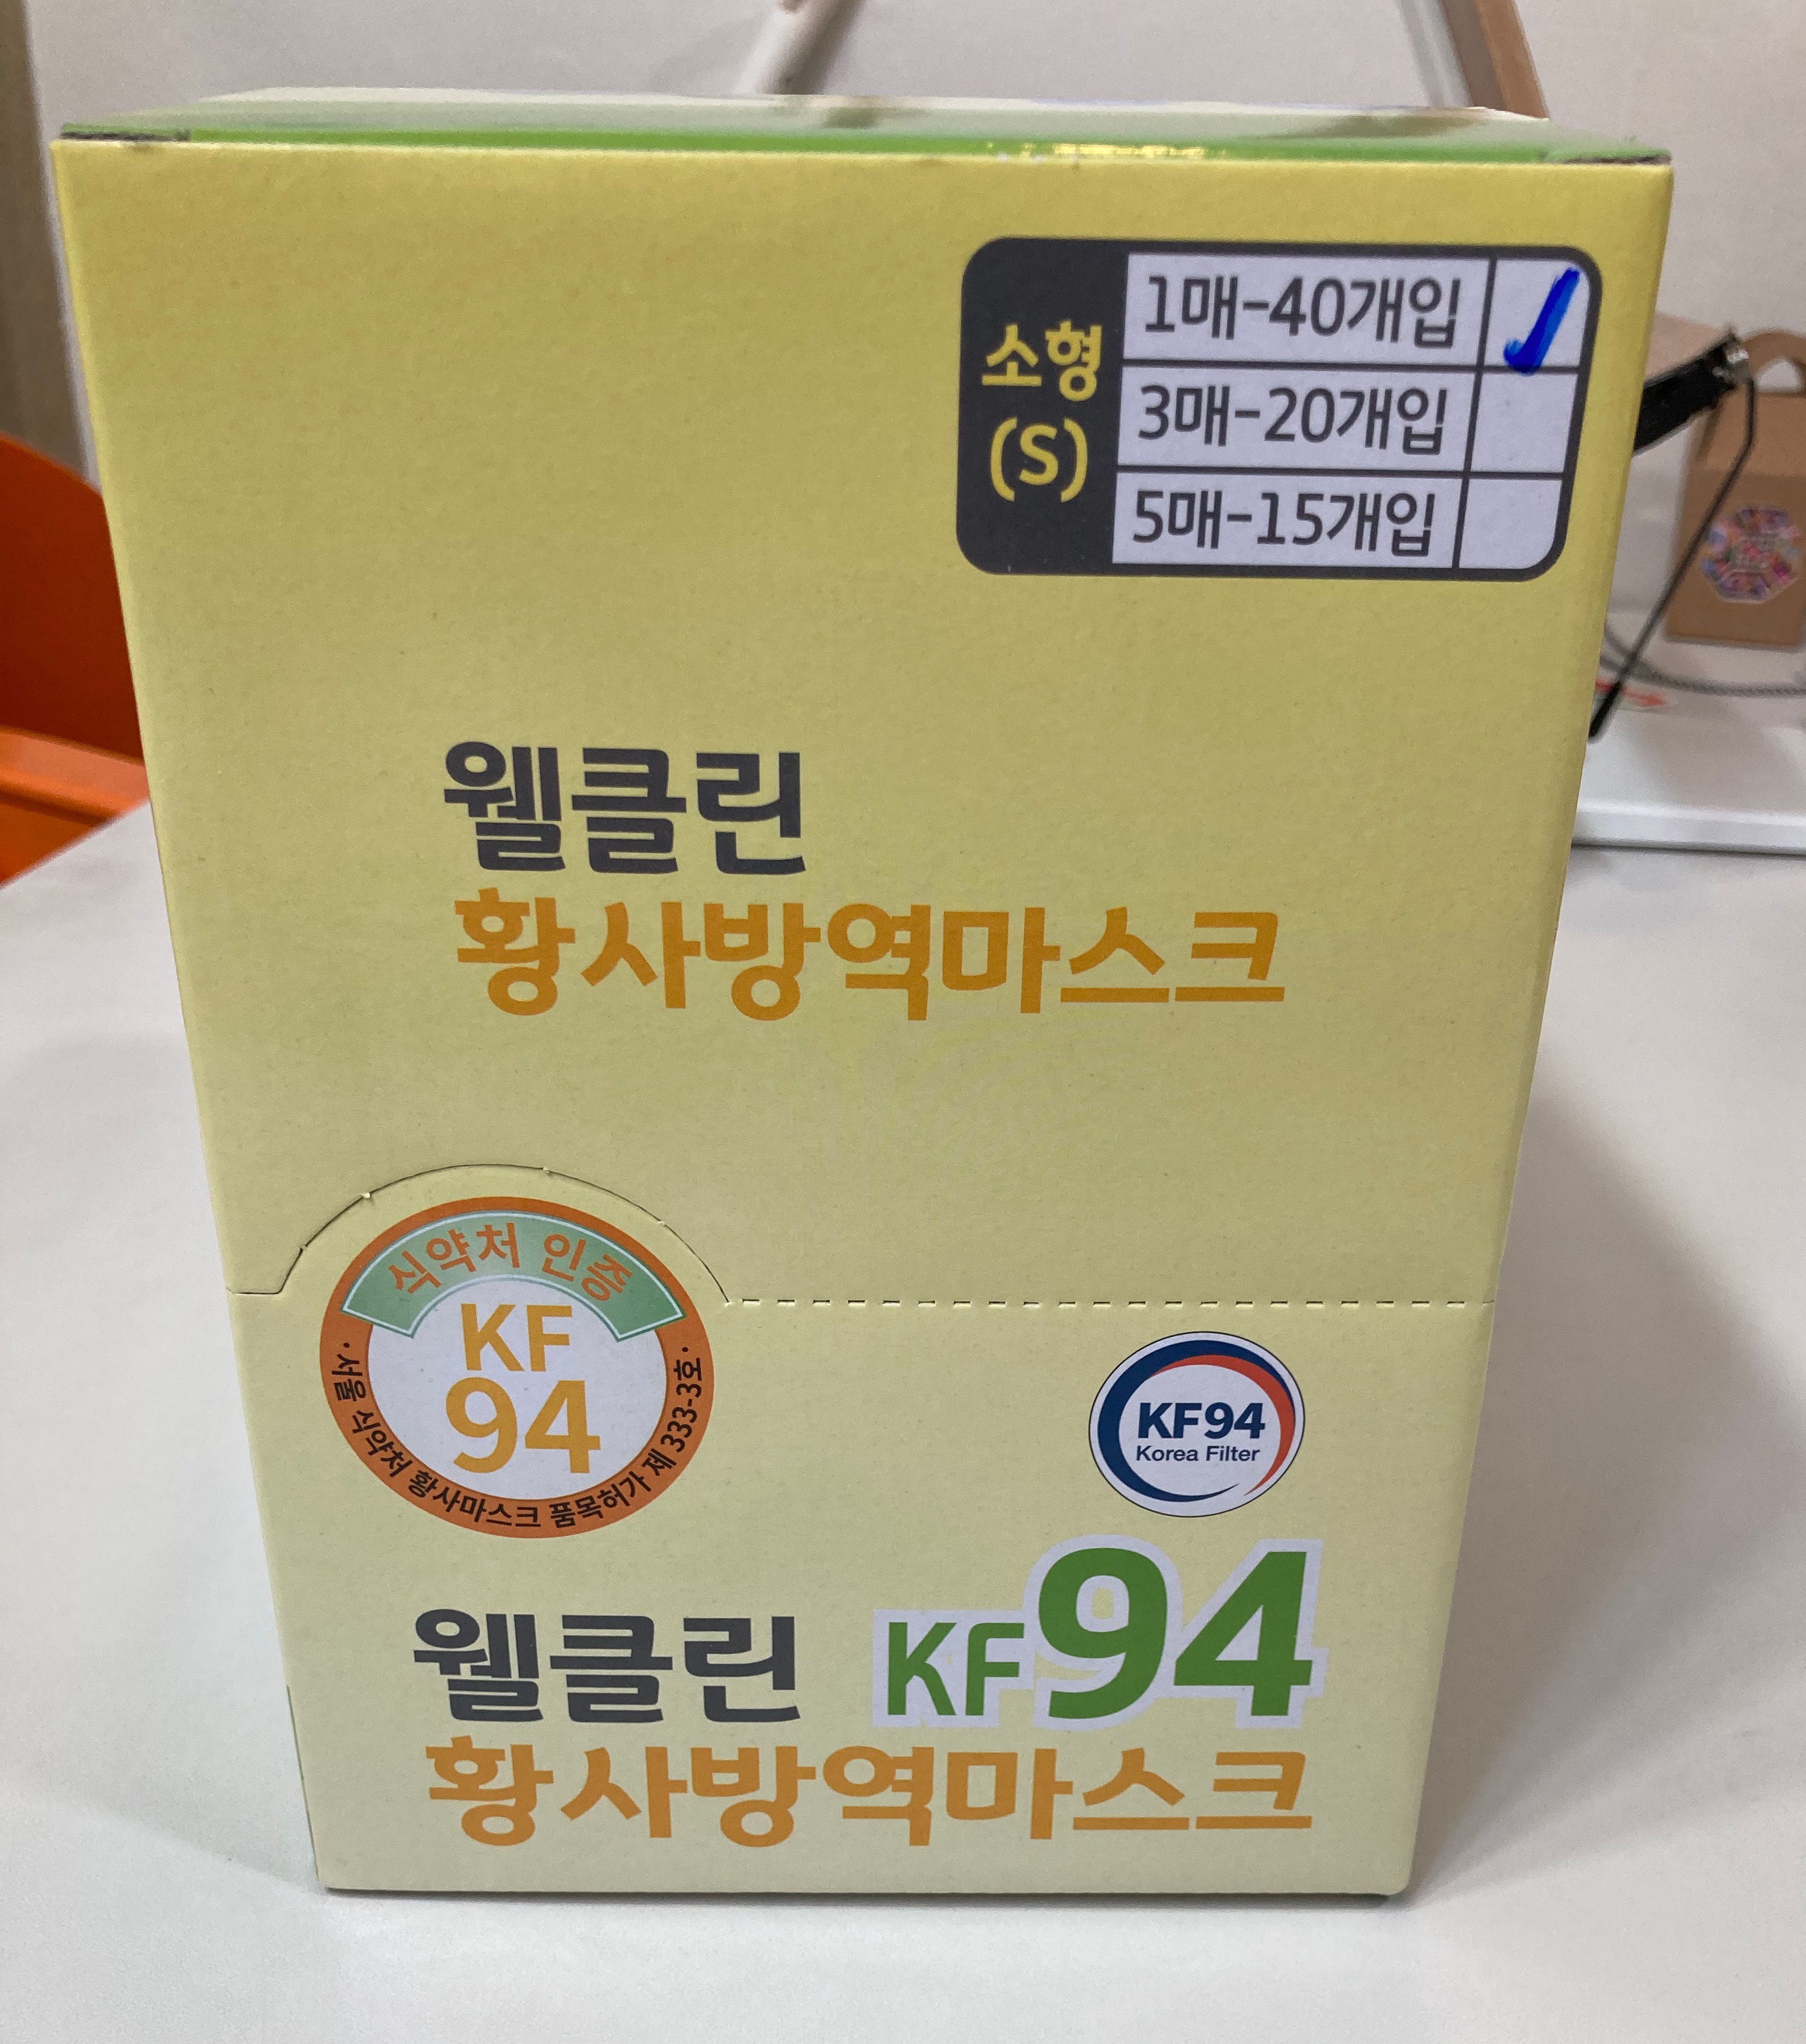 소형
(S)
1매-40개입
3매-20개입
5매-15개입
웰클린
황사방역마스크
식약처 인증
KF
94
·서울 식약처 황사마스크 품목허가 제 333-3호·
KF94
Korea Filter
웰클린 KF94
황사방역마스크